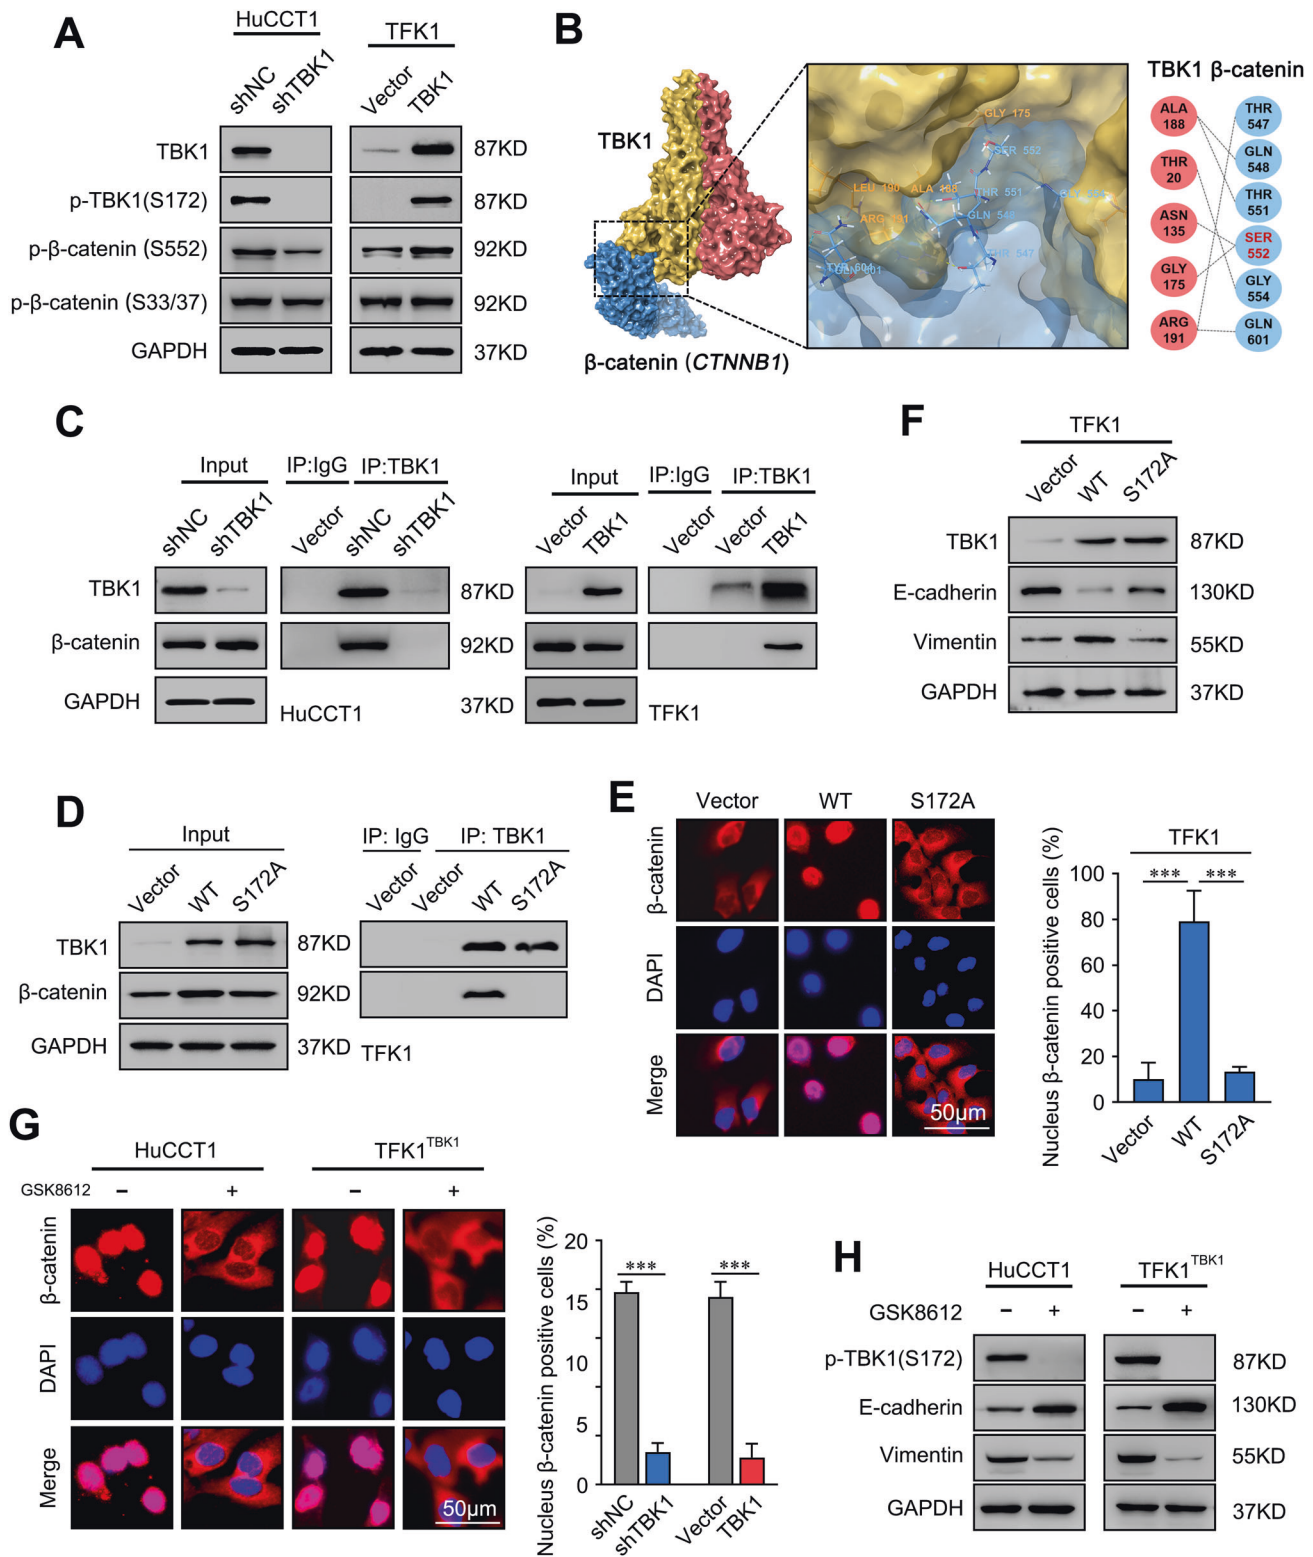 A
HuCCT1
TFK1
shNC
shTBK1
Vector
TBK1
TBK1
87KD
p-TBK1(S172)
87KD
p-β-catenin (S552)
92KD
p-β-catenin (S33/37)
92KD
GAPDH
37KD
B
TBK1
β-catenin (CTNNB1)
GLY 175
SER 552
LEU 190
ALA 188
THR 551
ARG 191
GLN 548
THR 547
TYR 604
GLN 601
TBK1 β-catenin
ALA
188
THR
20
ASN
135
GLY
175
ARG
191
THR
547
GLN
548
THR
551
SER
552
GLY
554
GLN
601
C
Input
IP:IgG
IP:TBK1
shNC
shTBK1
Vector
shNC
shTBK1
TBK1
87KD
β-catenin
92KD
GAPDH
37KD
HuCCT1
Input
IP:IgG
IP:TBK1
Vector
TBK1
Vector
Vector
TBK1
TFK1
F
TFK1
Vector
WT
S172A
TBK1
87KD
E-cadherin
130KD
Vimentin
55KD
GAPDH
37KD
D
Input
IP: IgG
IP: TBK1
Vector
WT
S172A
Vector
Vector
WT
S172A
TBK1
87KD
β-catenin
92KD
GAPDH
37KD
TFK1
E
Vector
WT
S172A
β-catenin
DAPI
Merge
50μm
Nucleus β-catenin positive cells (%)
TFK1
***
***
100
80
60
40
20
0
Vector
WT
S172A
G
HuCCT1
TFK1TBK1
GSK8612
−
+
−
+
β-catenin
DAPI
Merge
50μm
Nucleus β-catenin positive cells (%)
***
***
20
15
10
5
0
shNC
shTBK1
Vector
TBK1
H
HuCCT1
TFK1TBK1
GSK8612
−
+
−
+
p-TBK1(S172)
87KD
E-cadherin
130KD
Vimentin
55KD
GAPDH
37KD